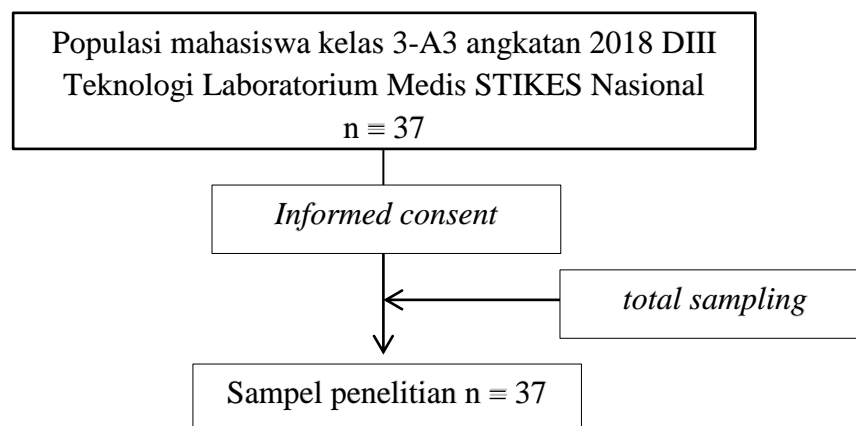 Populasi mahasiswa kelas 3-A3 angkatan 2018 DIII
Teknologi Laboratorium Medis STIKES Nasional
n = 37
Informed consent
total sampling
Sampel penelitian n = 37